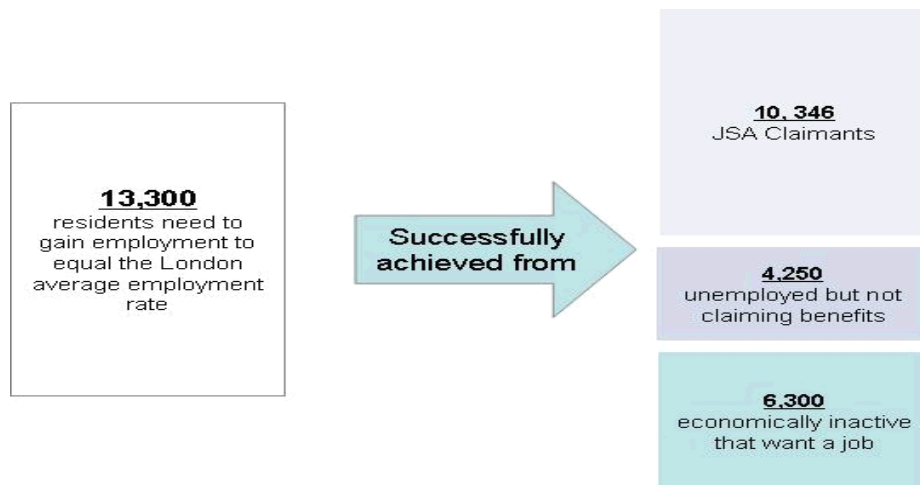 13,300
residents need to
gain employment to
equal the London
average employment
rate
Successfully
achieved from
10, 346
JSA Claimants
4,250
unemployed but not
claiming benefits
6,300
economically inactive
that want a job